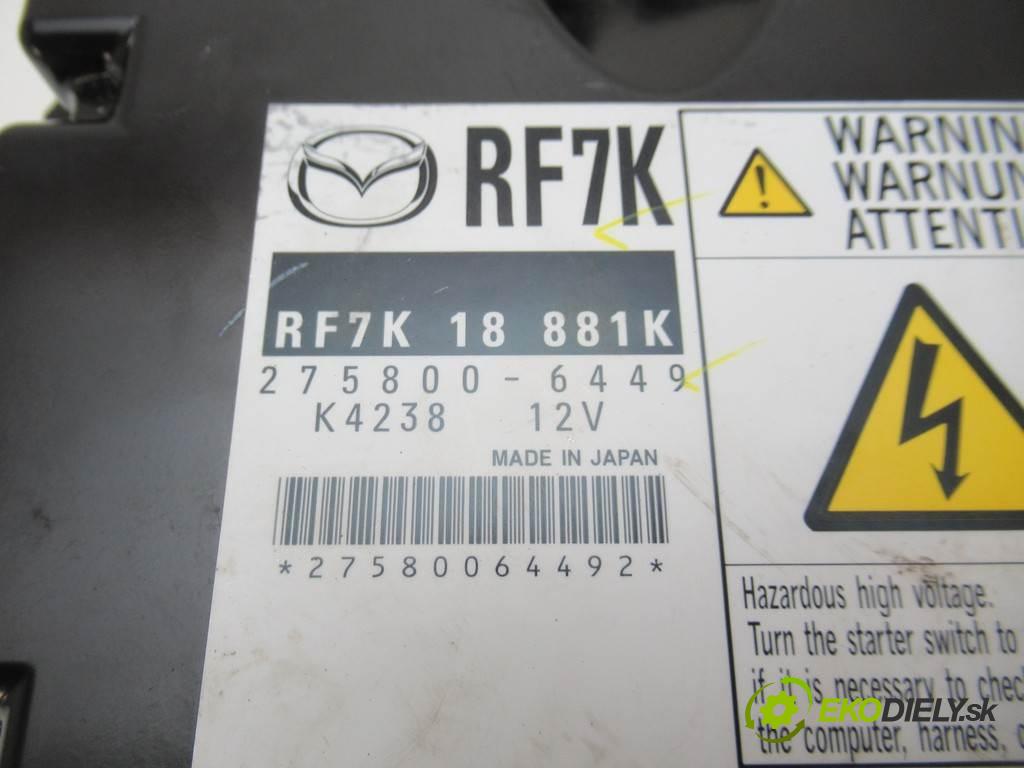 RF7K
RF7K 18 881K
275800-6449
K4238 12V
MADE IN JAPAN
*27580064492*
WARNIN
WARNUN
ATTENTI
Hazardous high voltage.
Turn the starter switch to
if it is necessary to chec
the computer, harness,
EKODIELY.sk